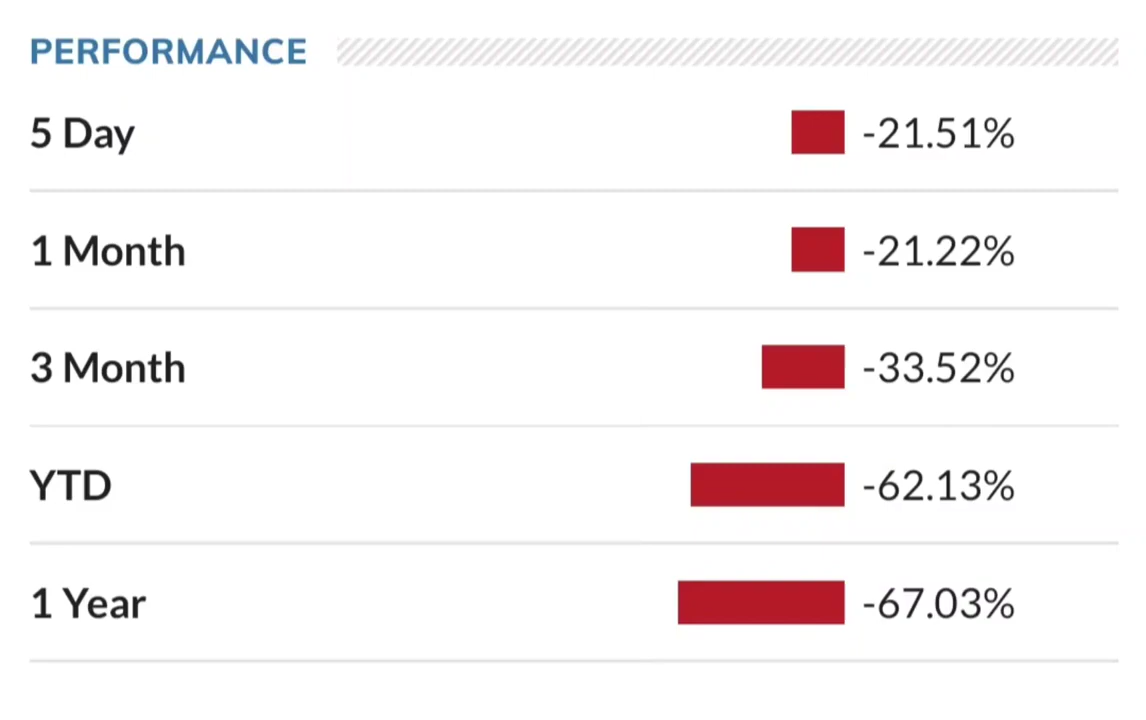 PERFORMANCE
5 Day -21.51%
1 Month -21.22%
3 Month -33.52%
YTD -62.13%
1 Year -67.03%